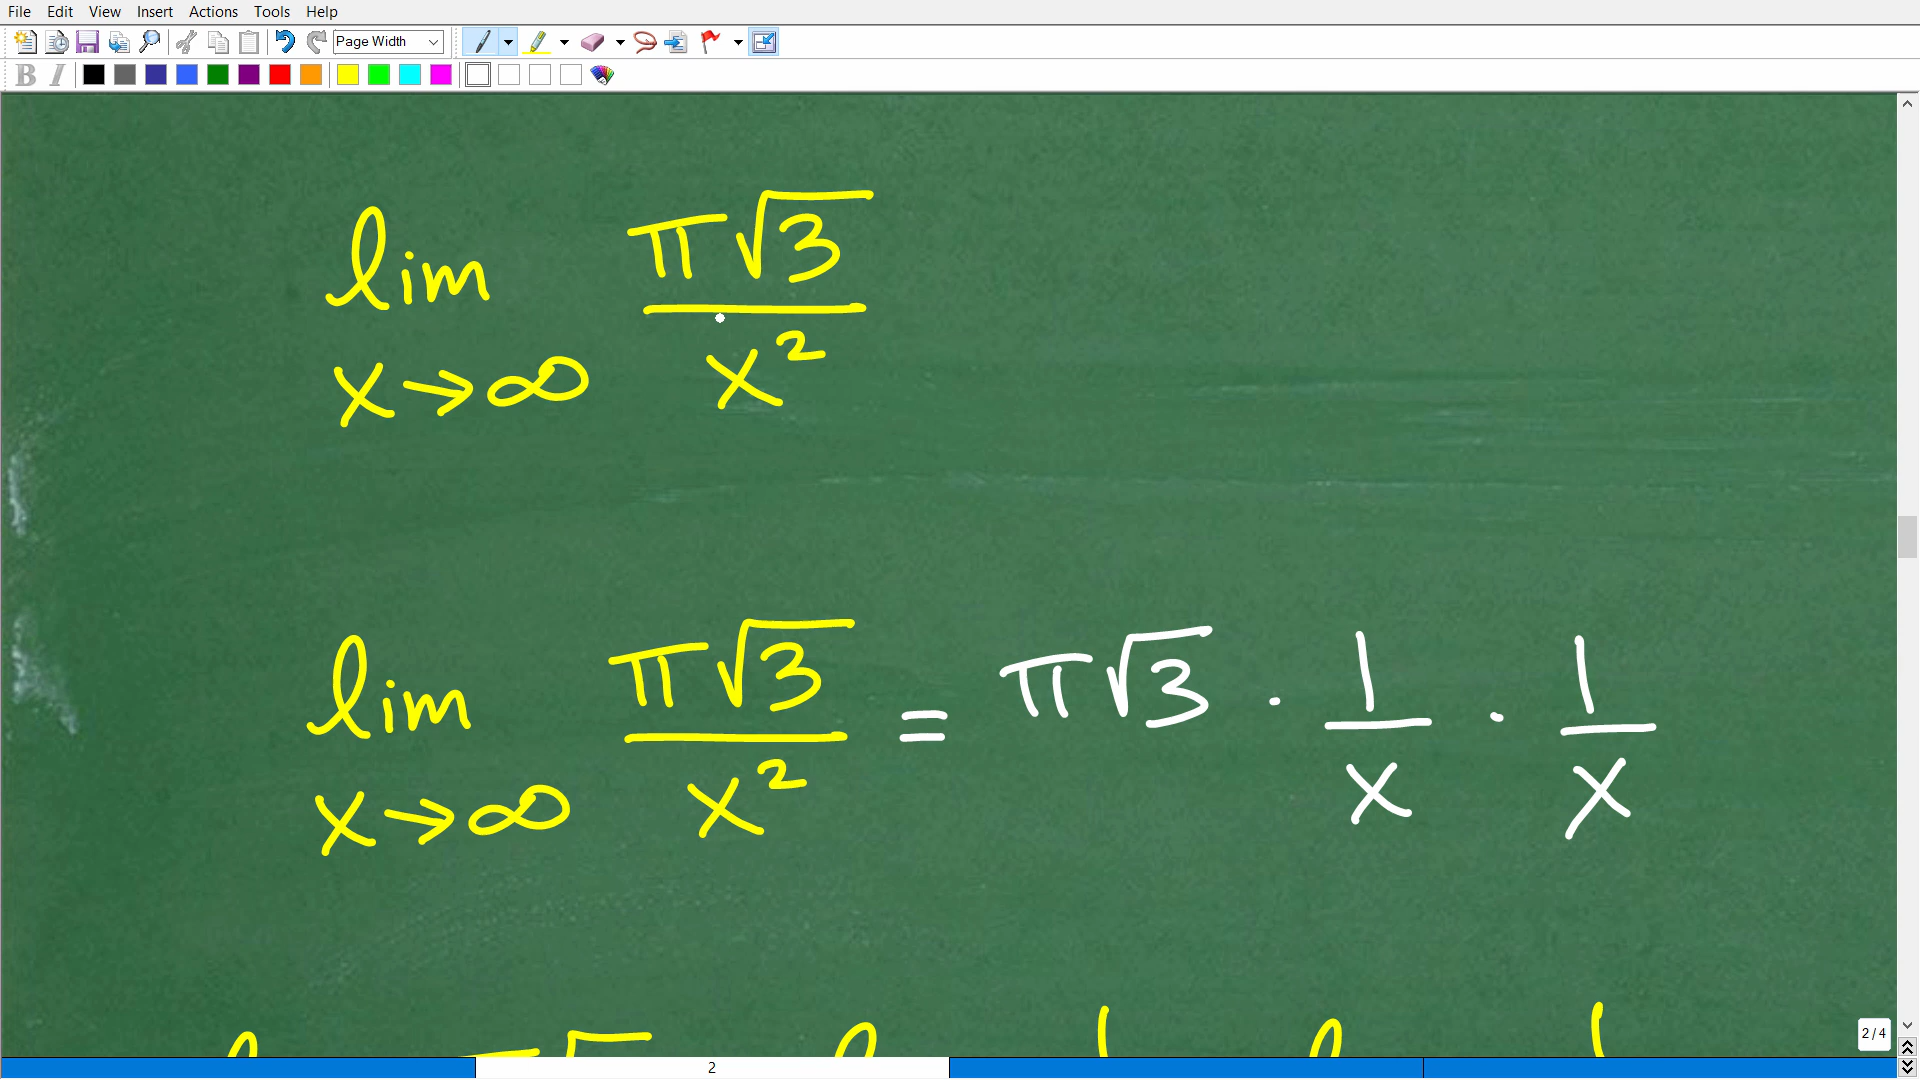 File Edit View Insert Actions Tools Help
Page Width
B I
lim x→∞ π√3 / x²
lim x→∞ π√3 / x² = π√3 · 1/x · 1/x
2 / 4
2